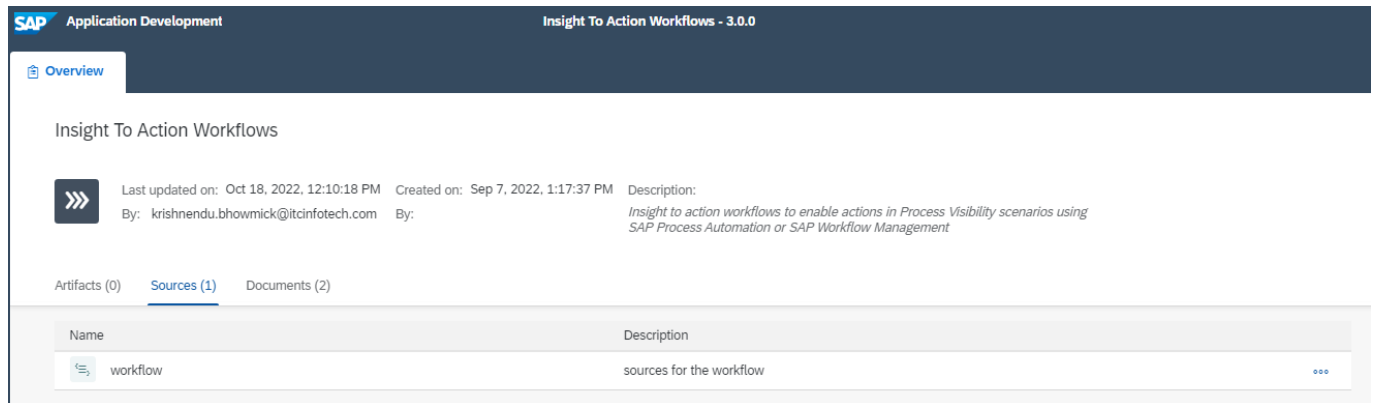 SAP Application Development Insight To Action Workflows - 3.0.0
Overview
Insight To Action Workflows
Last updated on: Oct 18, 2022, 12:10:18 PM Created on: Sep 7, 2022, 1:17:37 PM Description:
By: krishnendu.bhowmick@itcinfotech.com By: Insight to action workflows to enable actions in Process Visibility scenarios using
SAP Process Automation or SAP Workflow Management
Artifacts (0) Sources (1) Documents (2)
Name Description
workflow sources for the workflow